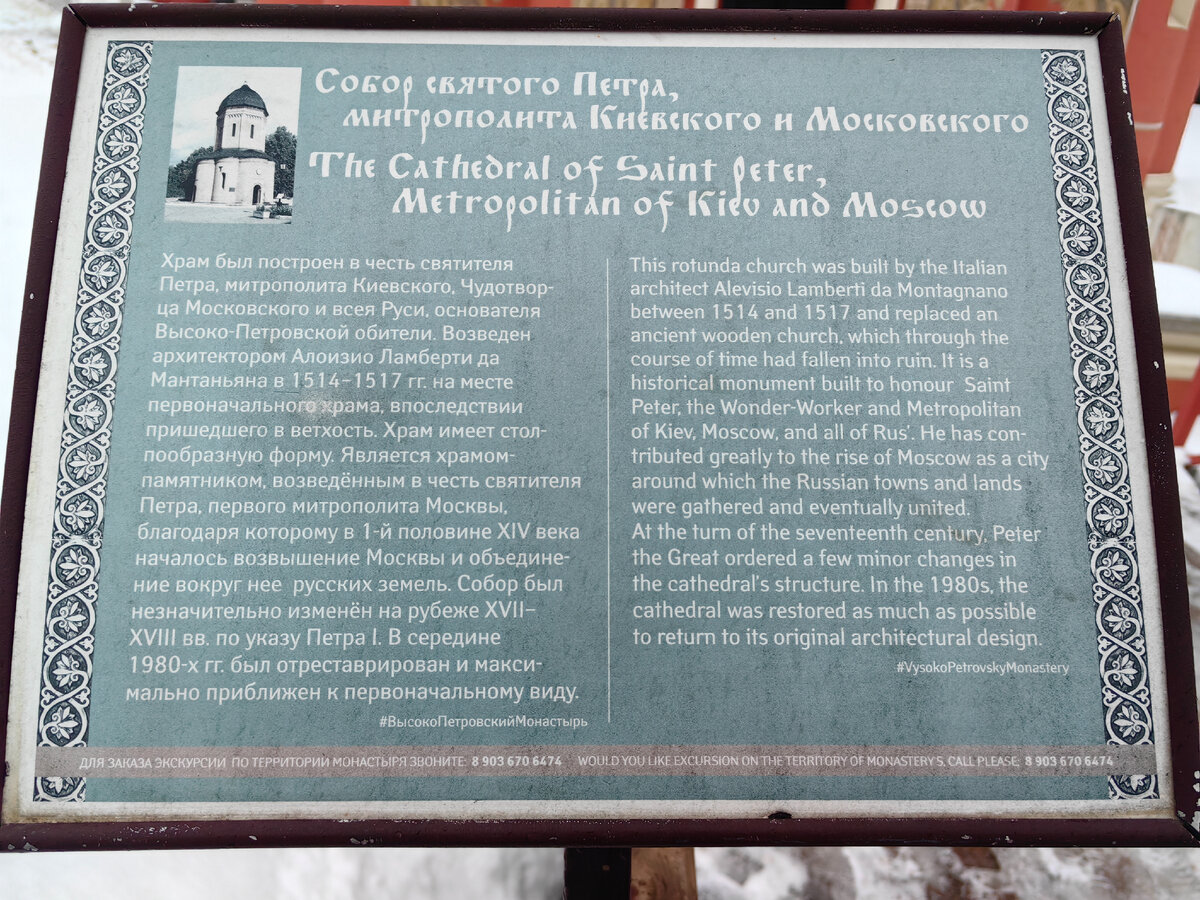 Собор святого Петра,
митрополита Киевского и Московского
The Cathedral of Saint Peter,
Metropolitan of Kiev and Moscow
Храм был построен в честь святителя
Петра, митрополита Киевского, Чудотвор-
ца Московского и всея Руси, основателя
Высоко-Петровской обители. Возведен
архитектором Алоизио Ламберти да
Мантаньяна в 1514–1517 гг. на месте
первоначального храма, впоследствии
пришедшего в ветхость. Храм имеет стол-
пообразную форму. Является храмом-
памятником, возведённым в честь святителя
Петра, первого митрополита Москвы,
благодаря которому в 1-й половине XIV века
началось возвышение Москвы и объедине-
ние вокруг нее русских земель. Собор был
незначительно изменён на рубеже XVII–
XVIII вв. по указу Петра I. В середине
1980-х гг. был отреставрирован и макси-
мально приближен к первоначальному виду.
#ВысокоПетровскийМонастырь
This rotunda church was built by the Italian
architect Alevisio Lamberti da Montagnano
between 1514 and 1517 and replaced an
ancient wooden church, which through the
course of time had fallen into ruin. It is a
historical monument built to honour Saint
Peter, the Wonder-Worker and Metropolitan
of Kiev, Moscow, and all of Rus'. He has con-
tributed greatly to the rise of Moscow as a city
around which the Russian towns and lands
were gathered and eventually united.
At the turn of the seventeenth century, Peter
the Great ordered a few minor changes in
the cathedral's structure. In the 1980s, the
cathedral was restored as much as possible
to return to its original architectural design.
#VysokoPetrovskyMonastery
ДЛЯ ЗАКАЗА ЭКСКУРСИИ ПО ТЕРРИТОРИИ МОНАСТЫРЯ ЗВОНИТЕ: 8 903 670 6474 WOULD YOU LIKE EXCURSION ON THE TERRITORY OF MONASTERY'S, CALL PLEASE: 8 903 670 6474